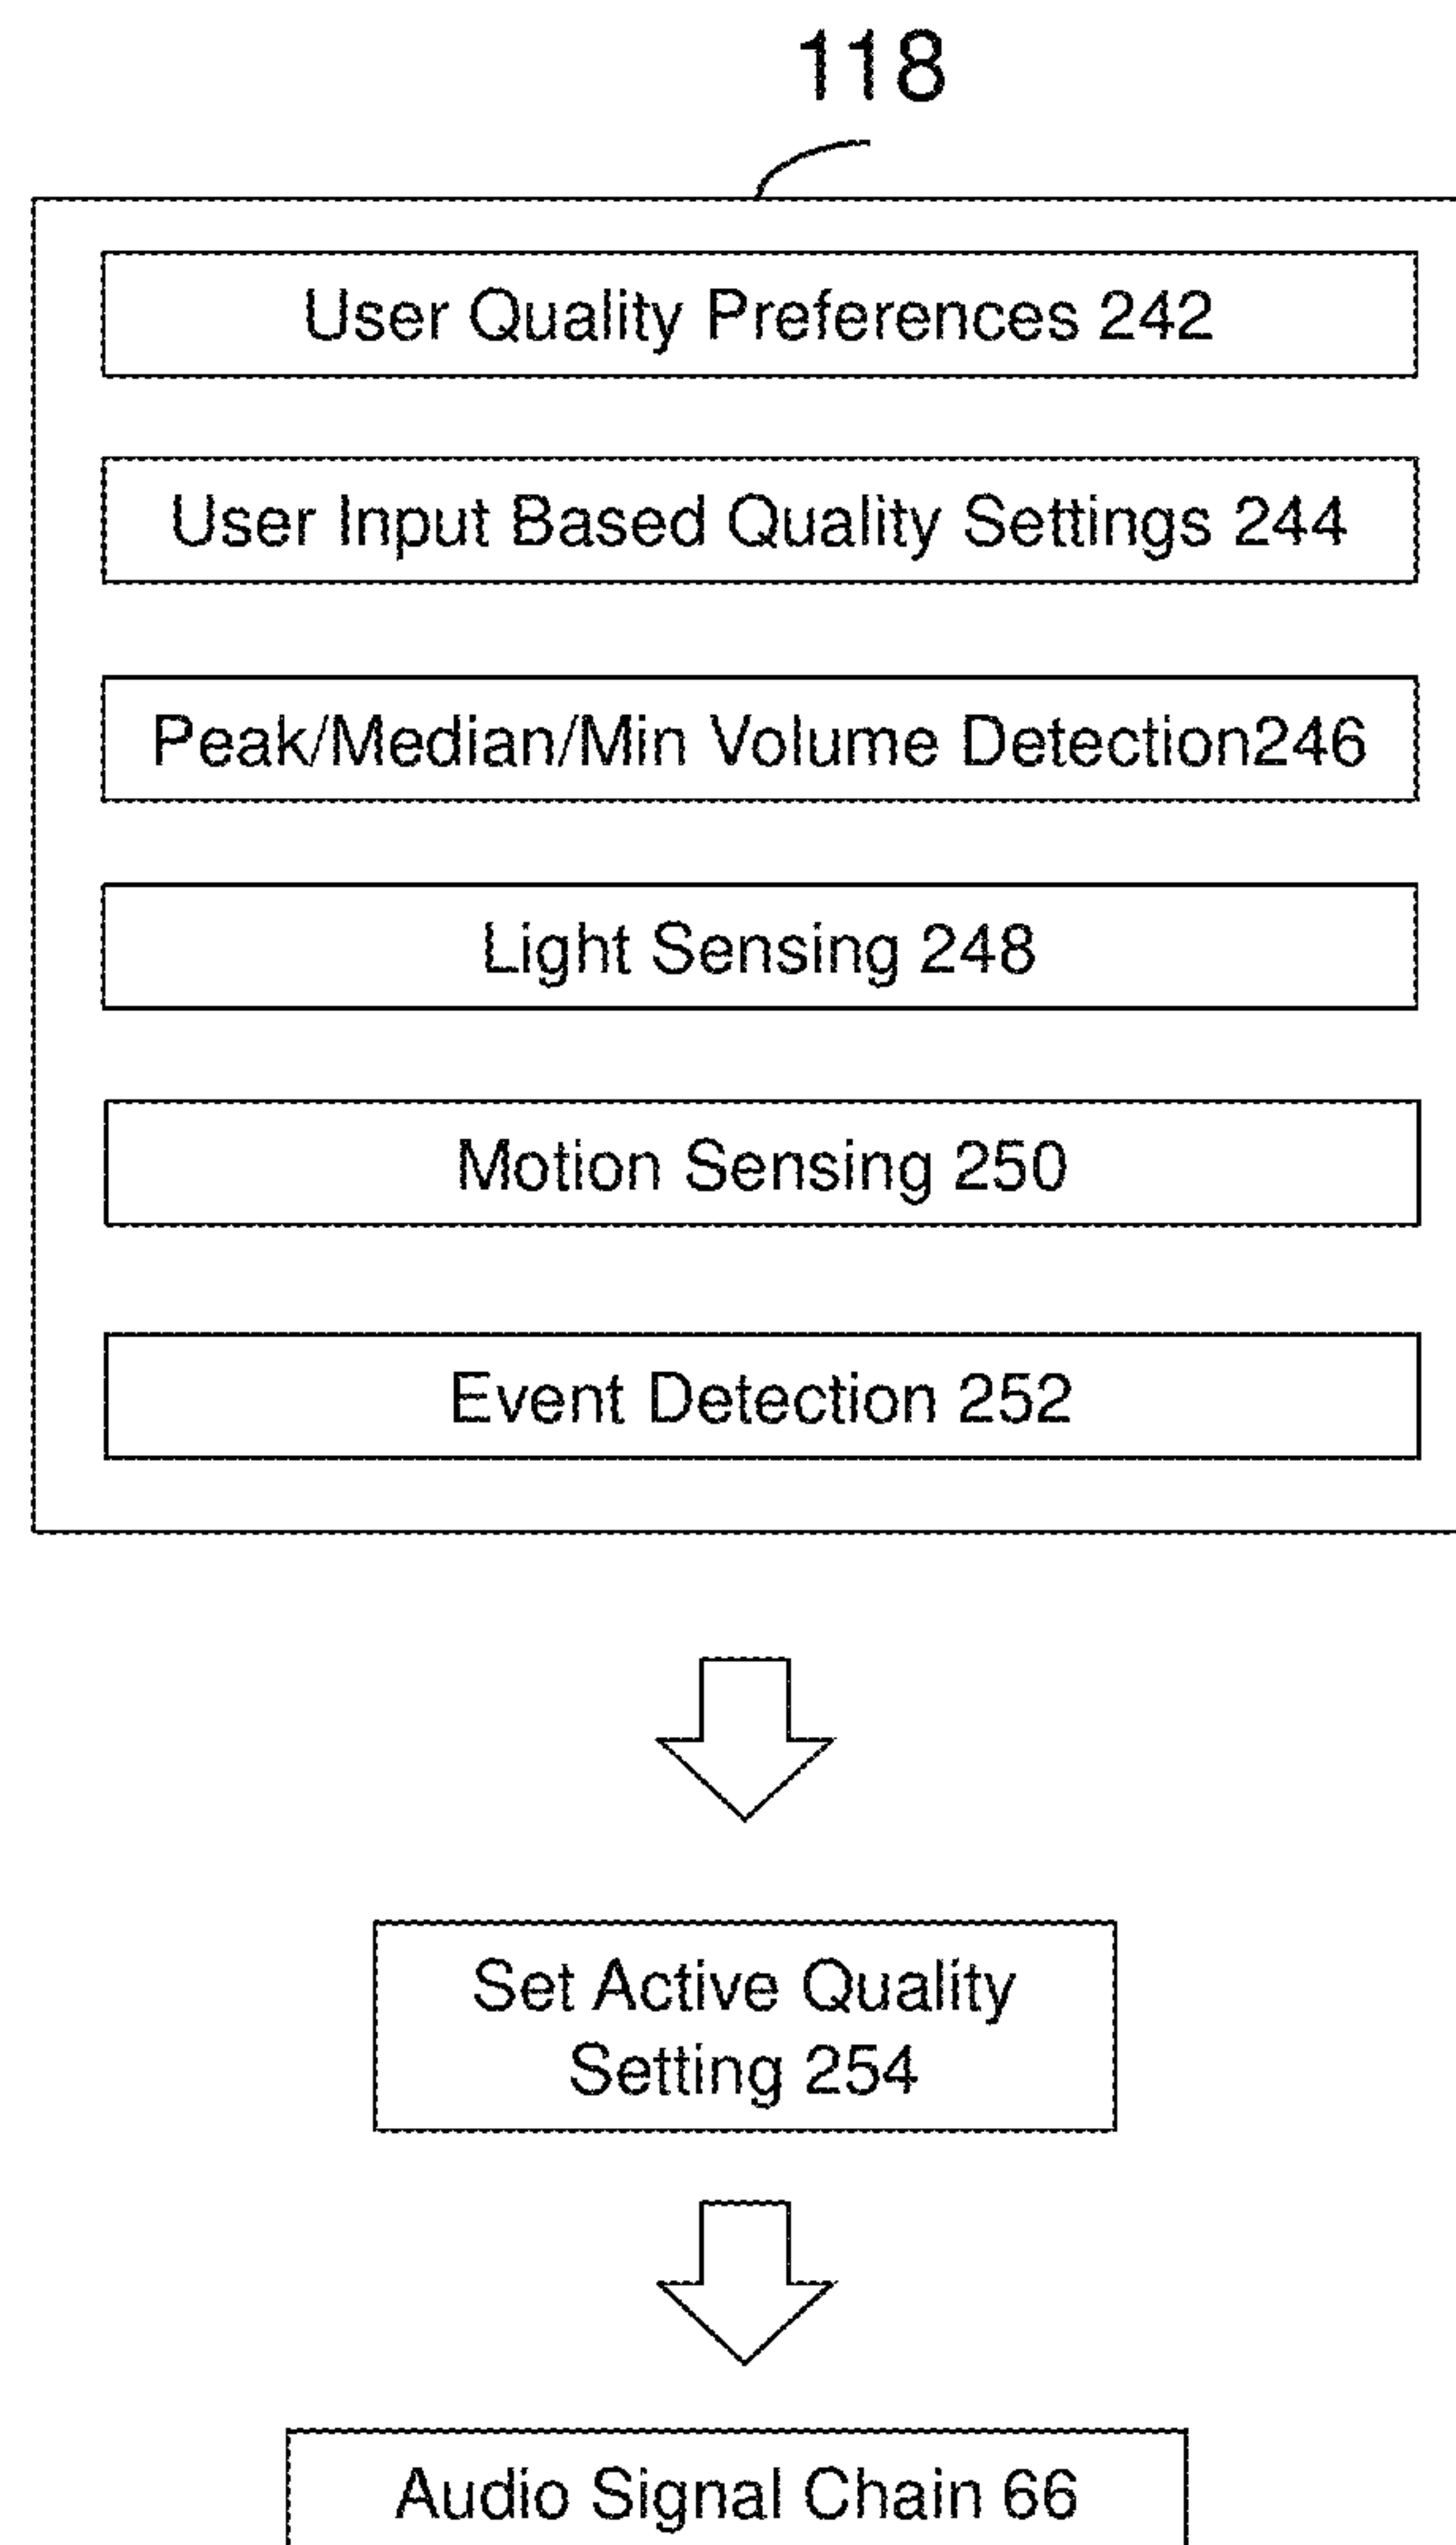 118
User Quality Preferences 242
User Input Based Quality Settings 244
Peak/Median/Min Volume Detection246
Light Sensing 248
Motion Sensing 250
Event Detection 252
Set Active Quality
Setting 254
Audio Signal Chain 66